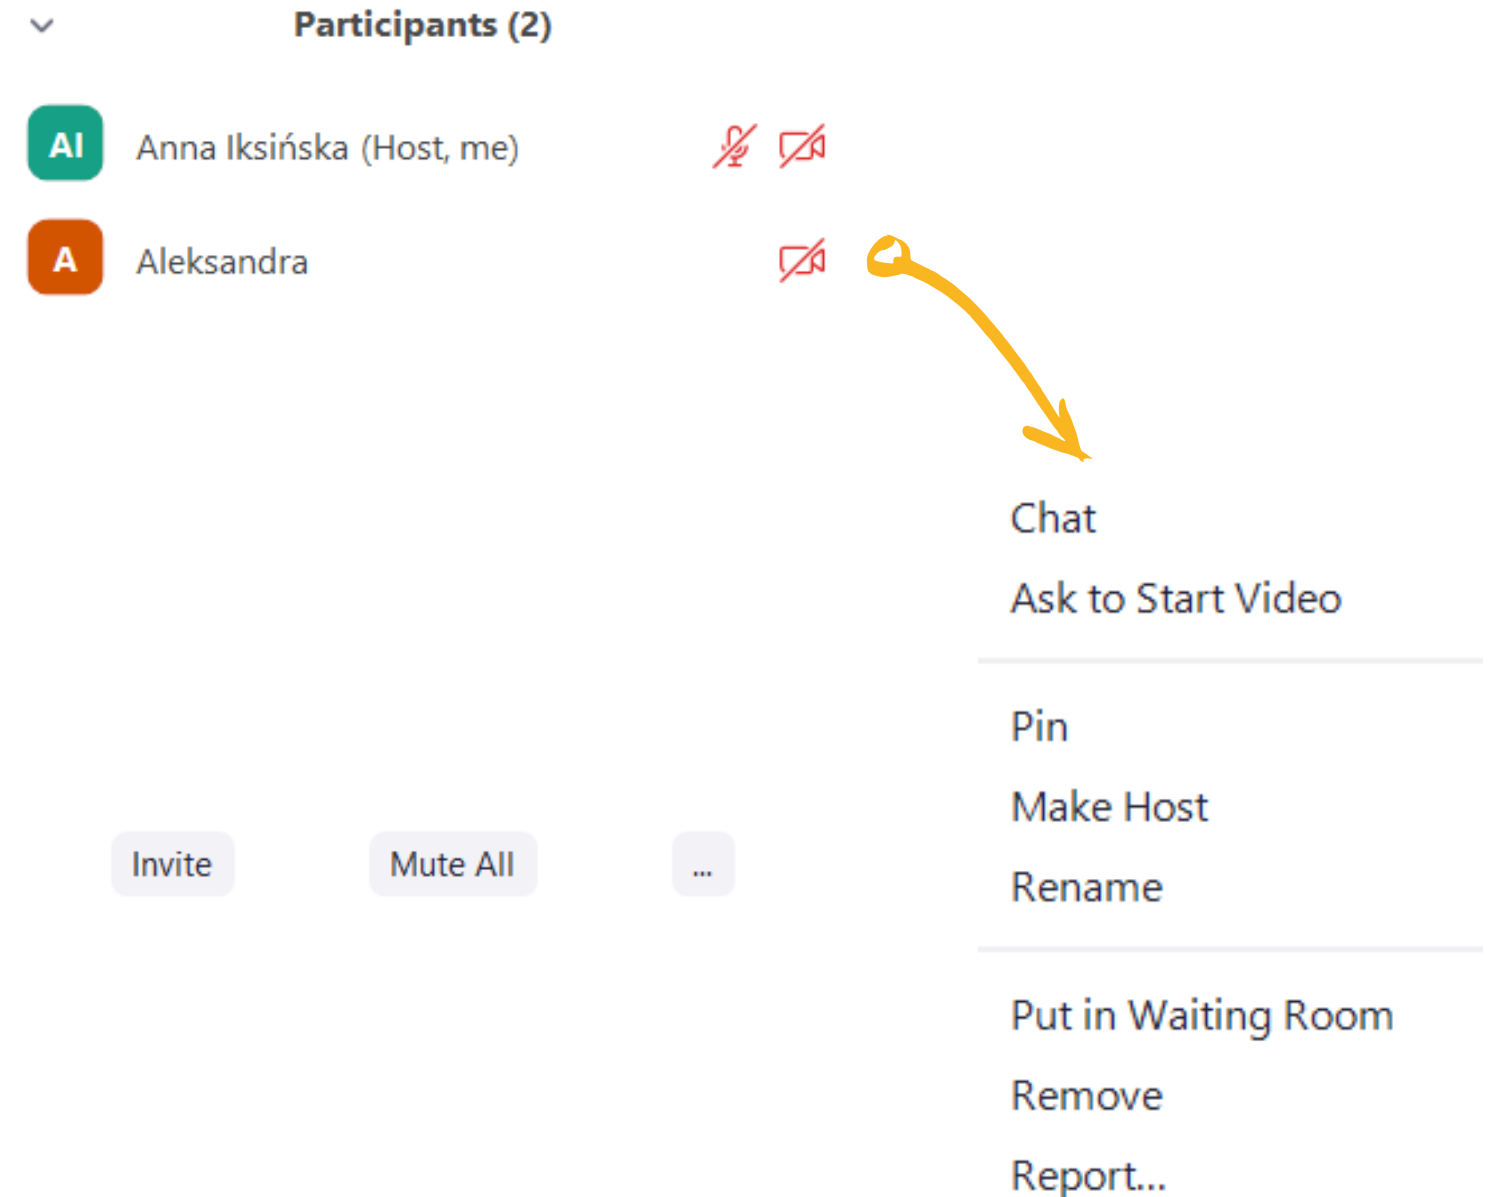 Participants (2)
AI Anna Iksińska (Host, me)
A Aleksandra
Chat
Ask to Start Video
Pin
Make Host
Rename
Invite Mute All ...
Put in Waiting Room
Remove
Report...